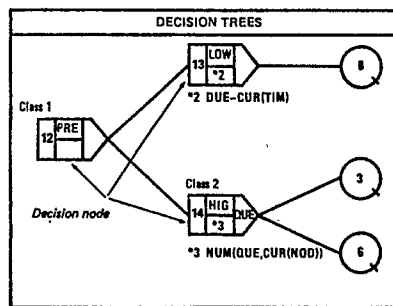 DECISION TREES
13 LOW *2
*2 DUE-CUR(TIM)
8
Class 1
12 PRE
Decision node
Class 2
14 HIG *3 QUE
*3 NUM(QUE,CUR(NOD))
3
6